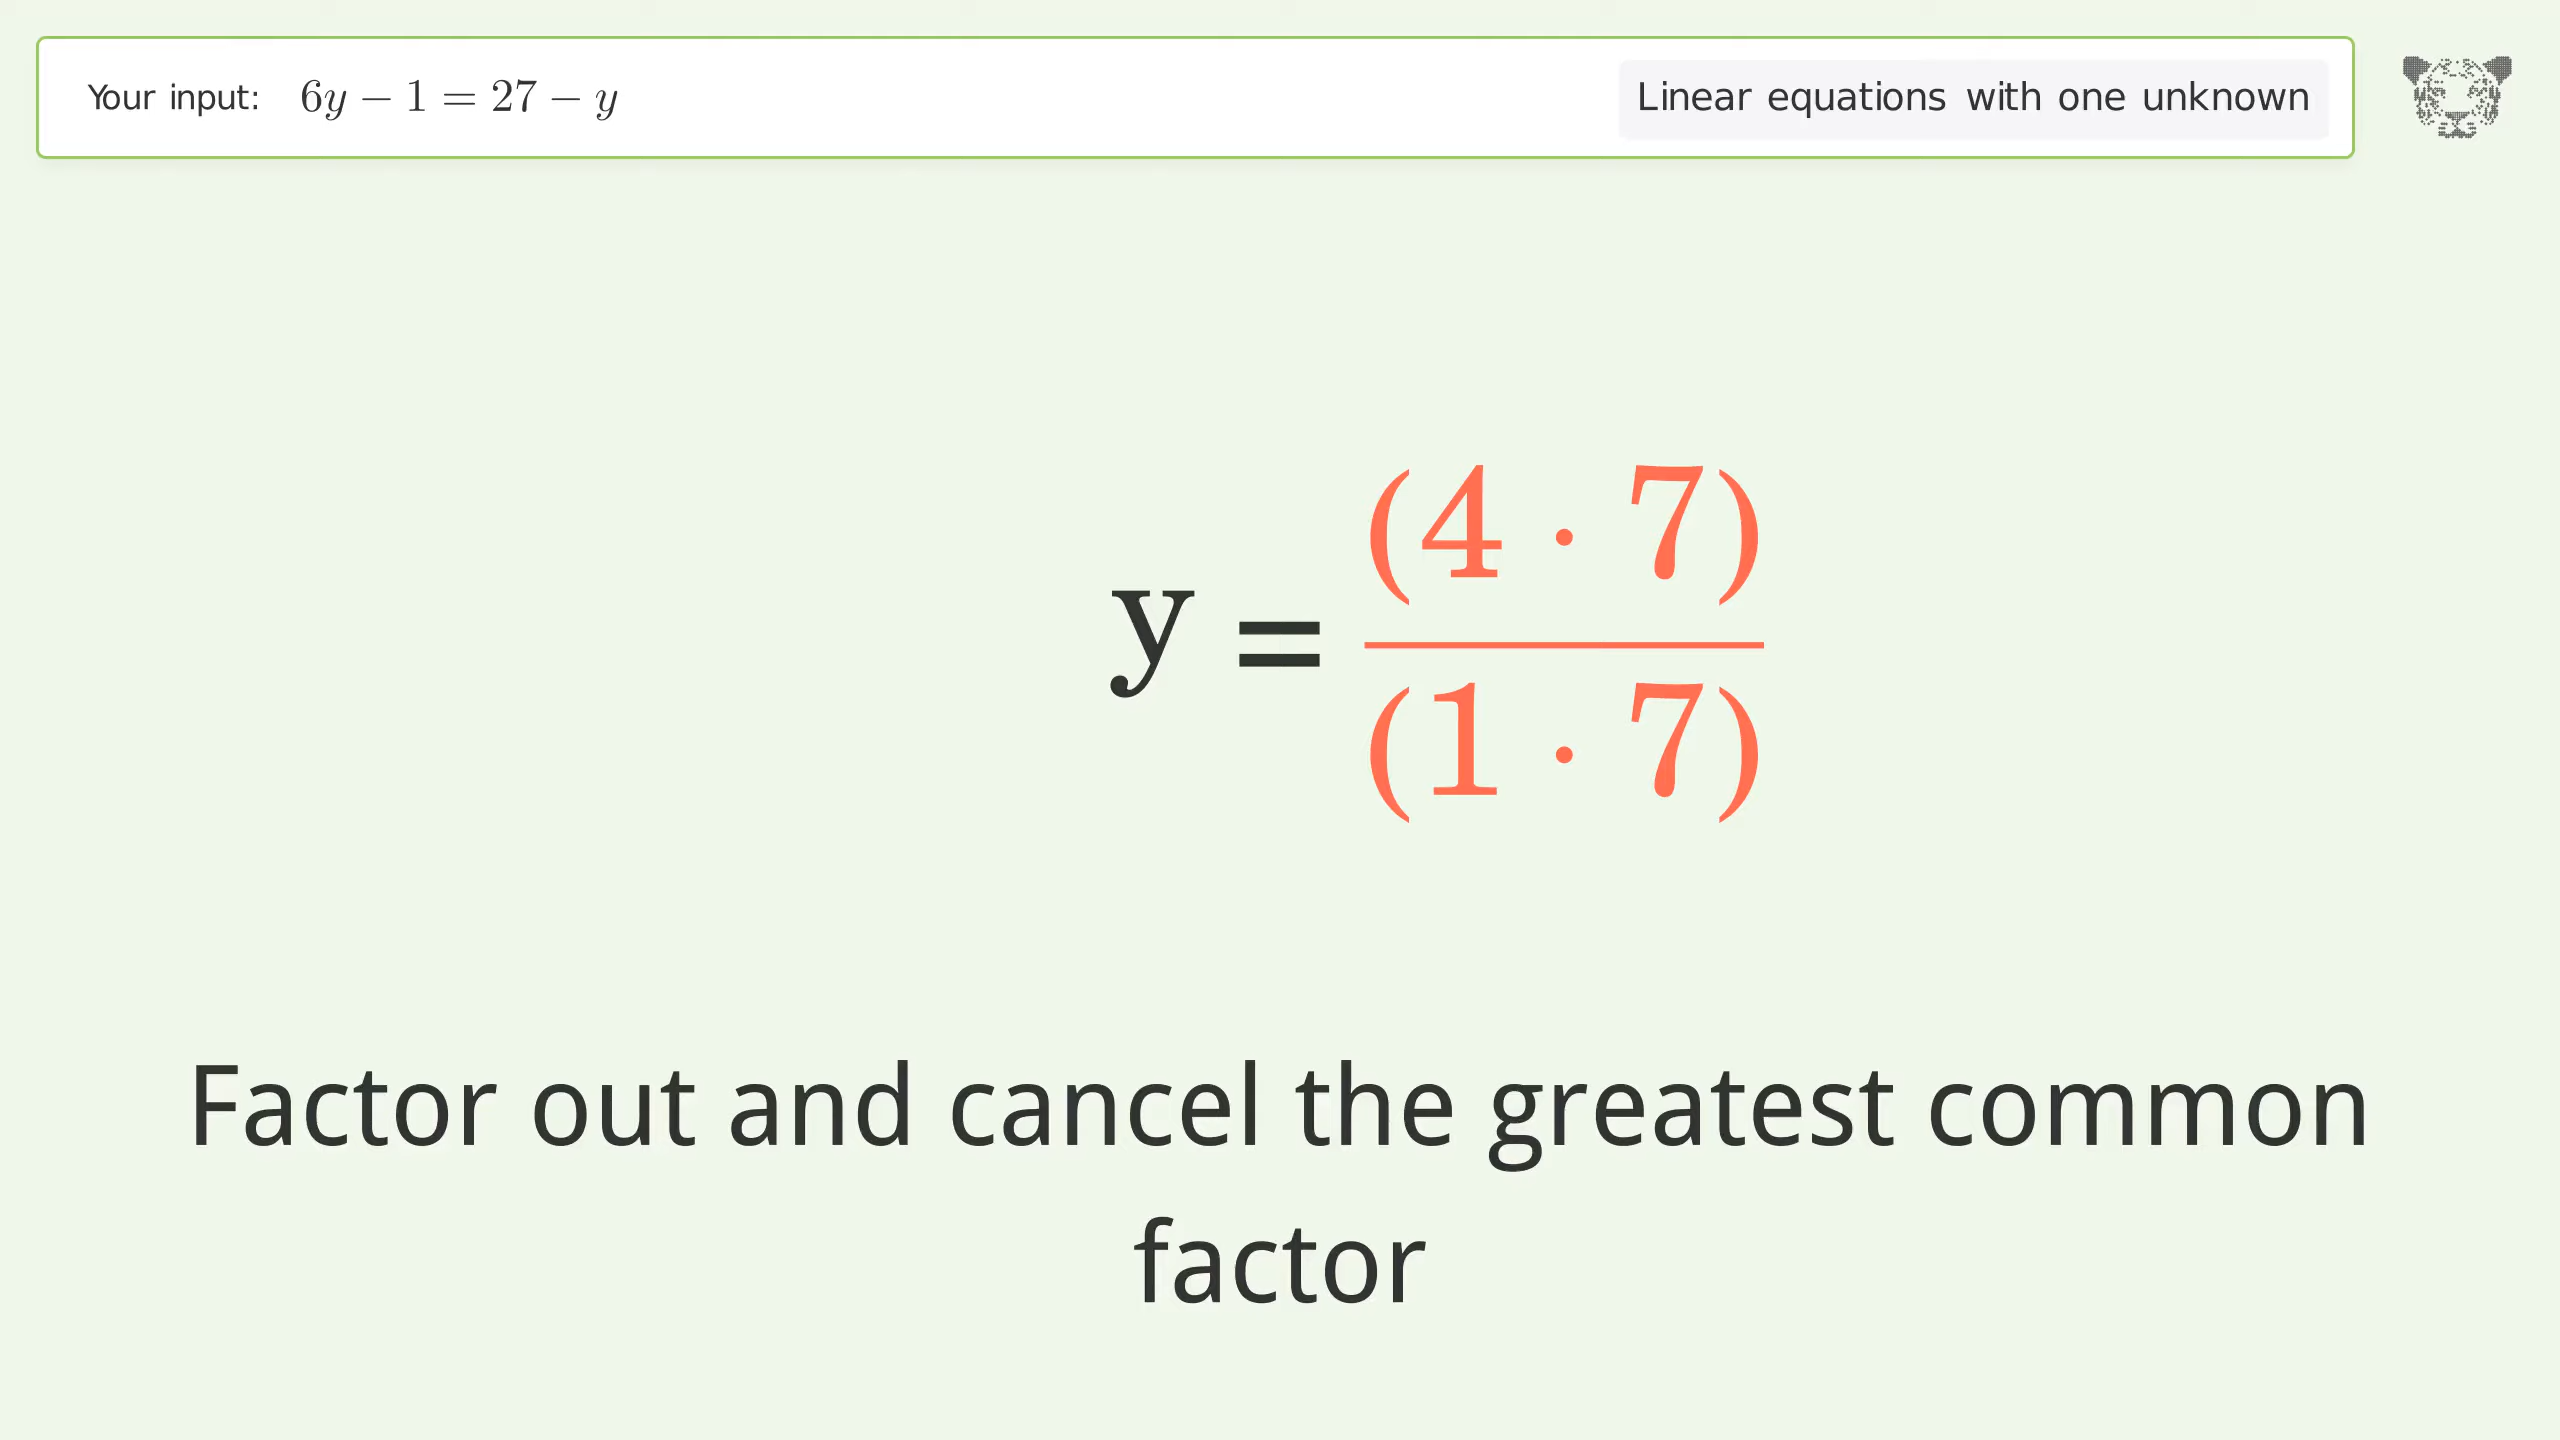 Your input: 6y − 1 = 27 − y
Linear equations with one unknown
y = (4 · 7) / (1 · 7)
Factor out and cancel the greatest common
factor